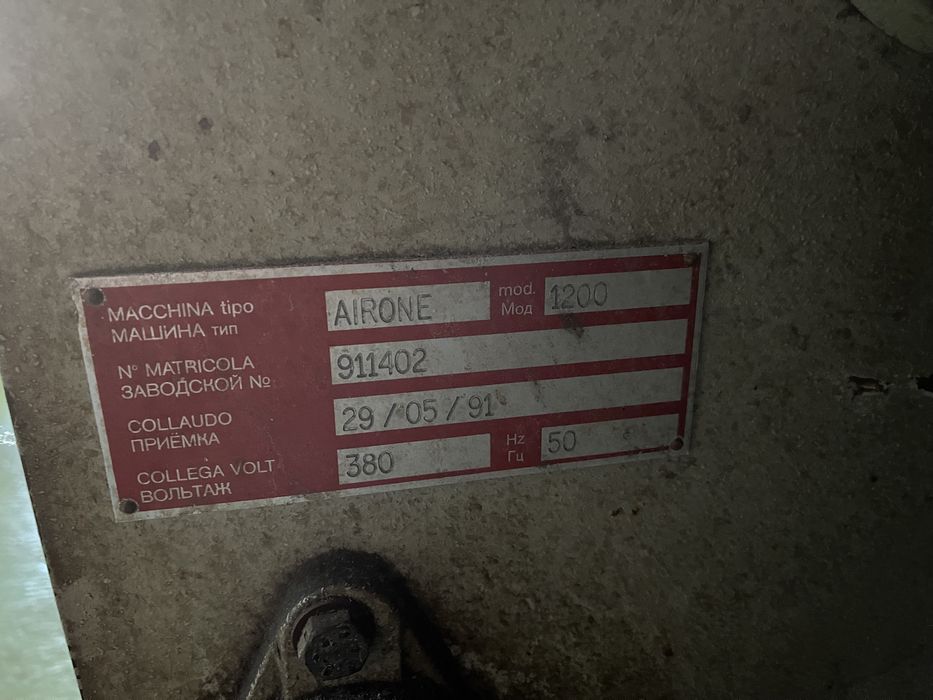 MACCHINA tipo AIRONE mod. 1200
МАШИНА тип Мод
N° MATRICOLA 911402
ЗАВОДСКОЙ №
COLLAUDO 29 / 05 / 91
ПРИЁМКА
COLLEGA VOLT 380 Hz 50
ВОЛЬТАЖ Гц